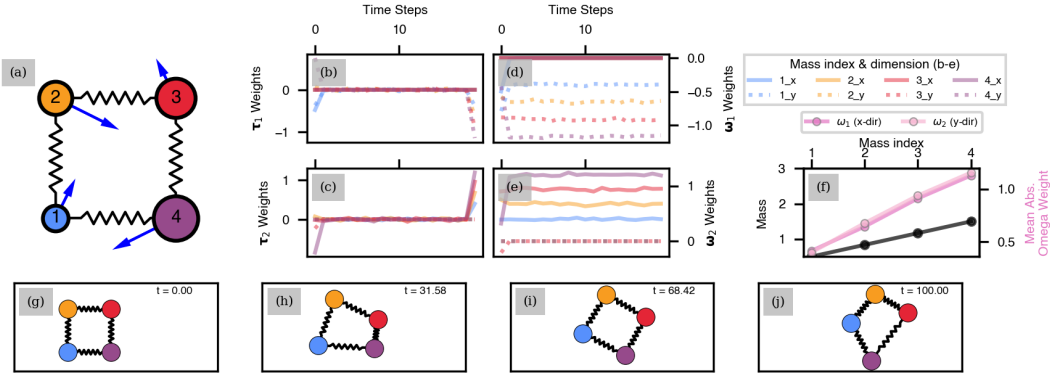 Time Steps
Time Steps
0
10
0
10
(a)
(b)
(d)
0
−1
0.0
−0.5
−1.0
τ₁ Weights
ʒ₁ Weights
Mass index & dimension (b-e)
1_x
2_x
3_x
4_x
1_y
2_y
3_y
4_y
ω₁ (x-dir)
ω₂ (y-dir)
Mass index
1
2
3
4
2
3
1
4
(c)
(e)
(f)
1
0
1
0
τ₂ Weights
ʒ₂ Weights
3
2
1
Mass
1.0
0.5
Mean Abs.
Omega Weight
(g)
t = 0.00
(h)
t = 31.58
(i)
t = 68.42
(j)
t = 100.00